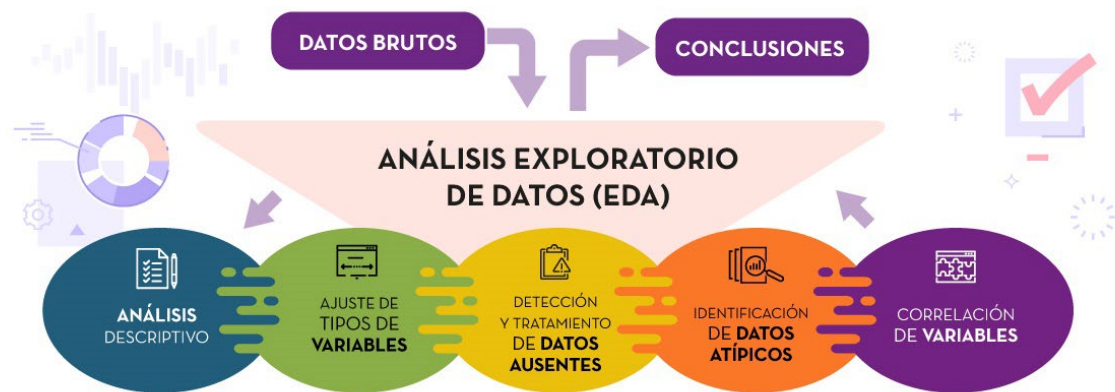 DATOS BRUTOS
CONCLUSIONES
ANÁLISIS EXPLORATORIO
DE DATOS (EDA)
ANÁLISIS
DESCRIPTIVO
AJUSTE DE
TIPOS DE
VARIABLES
DETECCIÓN
Y TRATAMIENTO
DE DATOS
AUSENTES
IDENTIFICACIÓN
DE DATOS
ATÍPICOS
CORRELACIÓN
DE VARIABLES